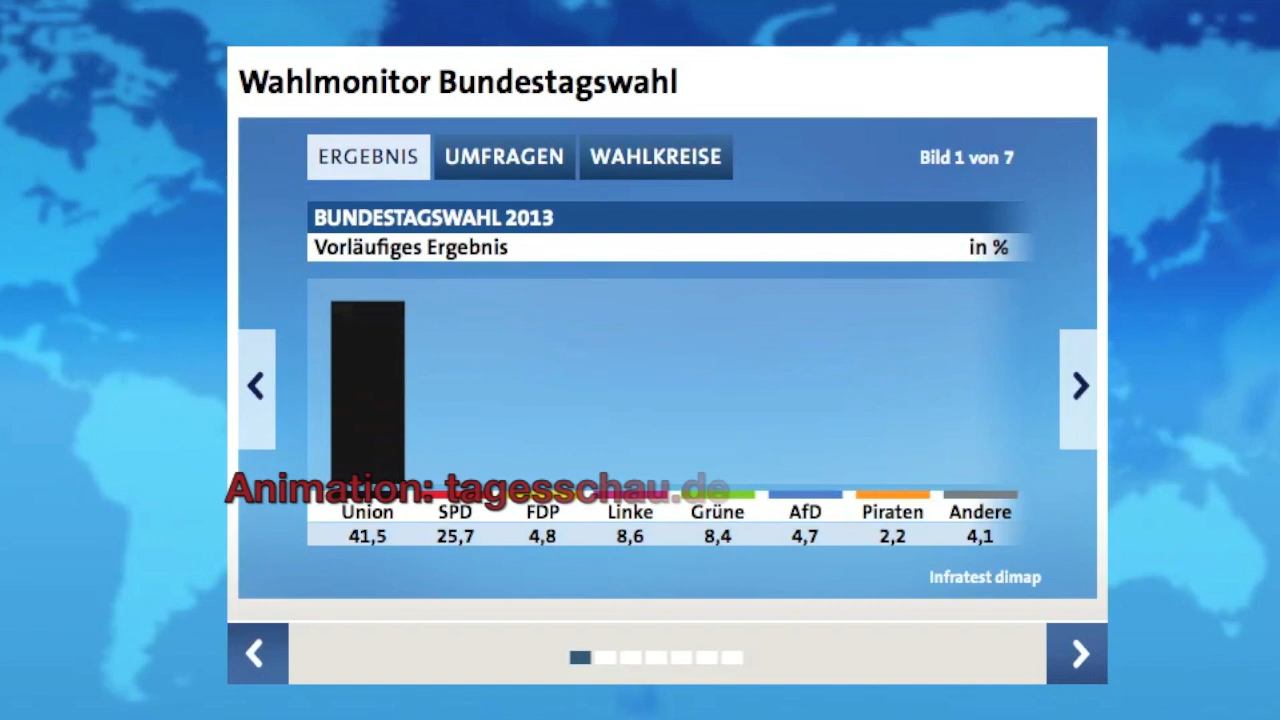 Wahlmonitor Bundestagswahl
ERGEBNIS UMFRAGEN WAHLKREISE Bild 1 von 7
BUNDESTAGSWAHL 2013
Vorläufiges Ergebnis in %
Animation: tagesschau.de
Union SPD FDP Linke Grüne AfD Piraten Andere
41,5 25,7 4,8 8,6 8,4 4,7 2,2 4,1
Infratest dimap